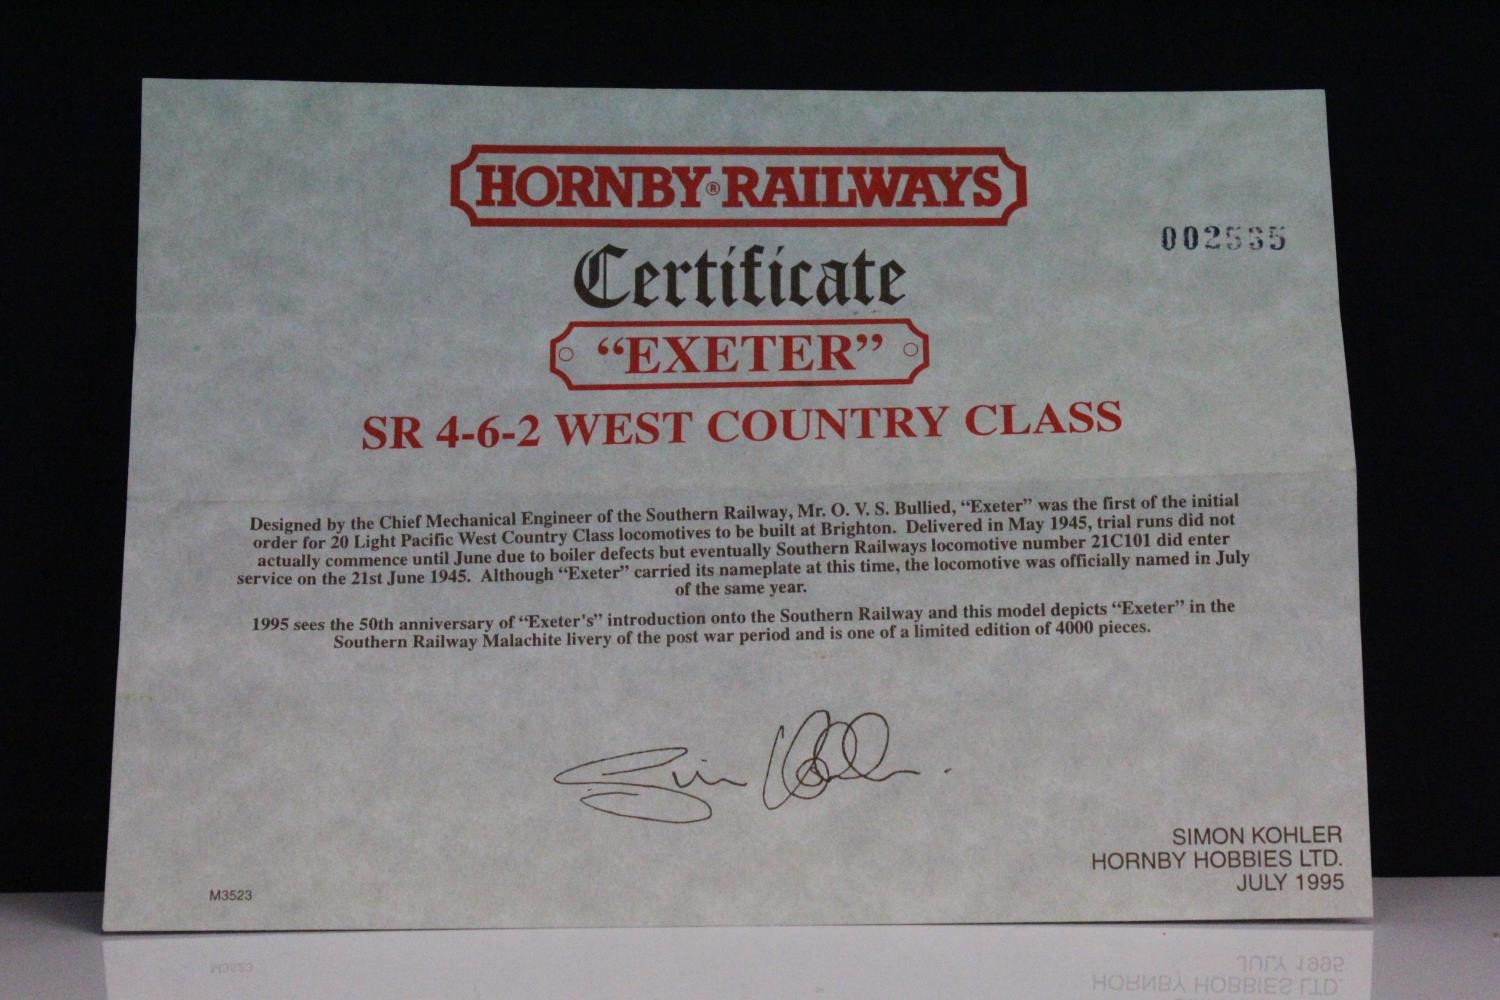 HORNBY® RAILWAYS
002535
Certificate
"EXETER"
SR 4-6-2 WEST COUNTRY CLASS
Designed by the Chief Mechanical Engineer of the Southern Railway, Mr. O. V. S. Bullied, "Exeter" was the first of the initial
order for 20 Light Pacific West Country Class locomotives to be built at Brighton. Delivered in May 1945, trial runs did not
actually commence until June due to boiler defects but eventually Southern Railways locomotive number 21C101 did enter
service on the 21st June 1945. Although "Exeter" carried its nameplate at this time, the locomotive was officially named in July
of the same year.
1995 sees the 50th anniversary of "Exeter's" introduction onto the Southern Railway and this model depicts "Exeter" in the
Southern Railway Malachite livery of the post war period and is one of a limited edition of 4000 pieces.
Simon Kohler.
SIMON KOHLER
HORNBY HOBBIES LTD.
JULY 1995
M3523